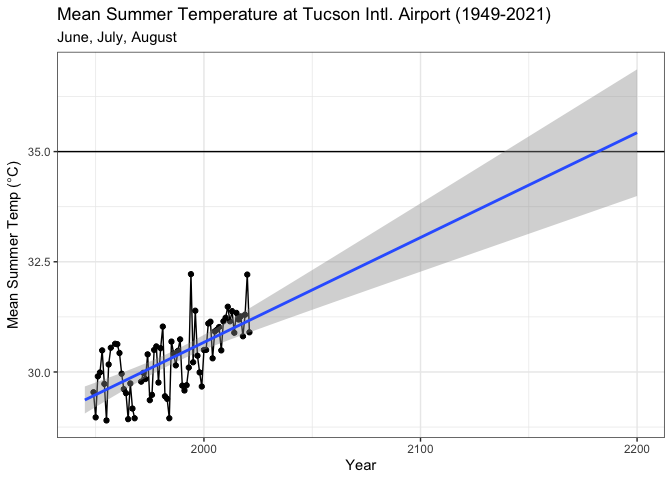 Mean Summer Temperature at Tucson Intl. Airport (1949-2021)
June, July, August
35.0
32.5
30.0
Mean Summer Temp (°C)
2000
2100
2200
Year